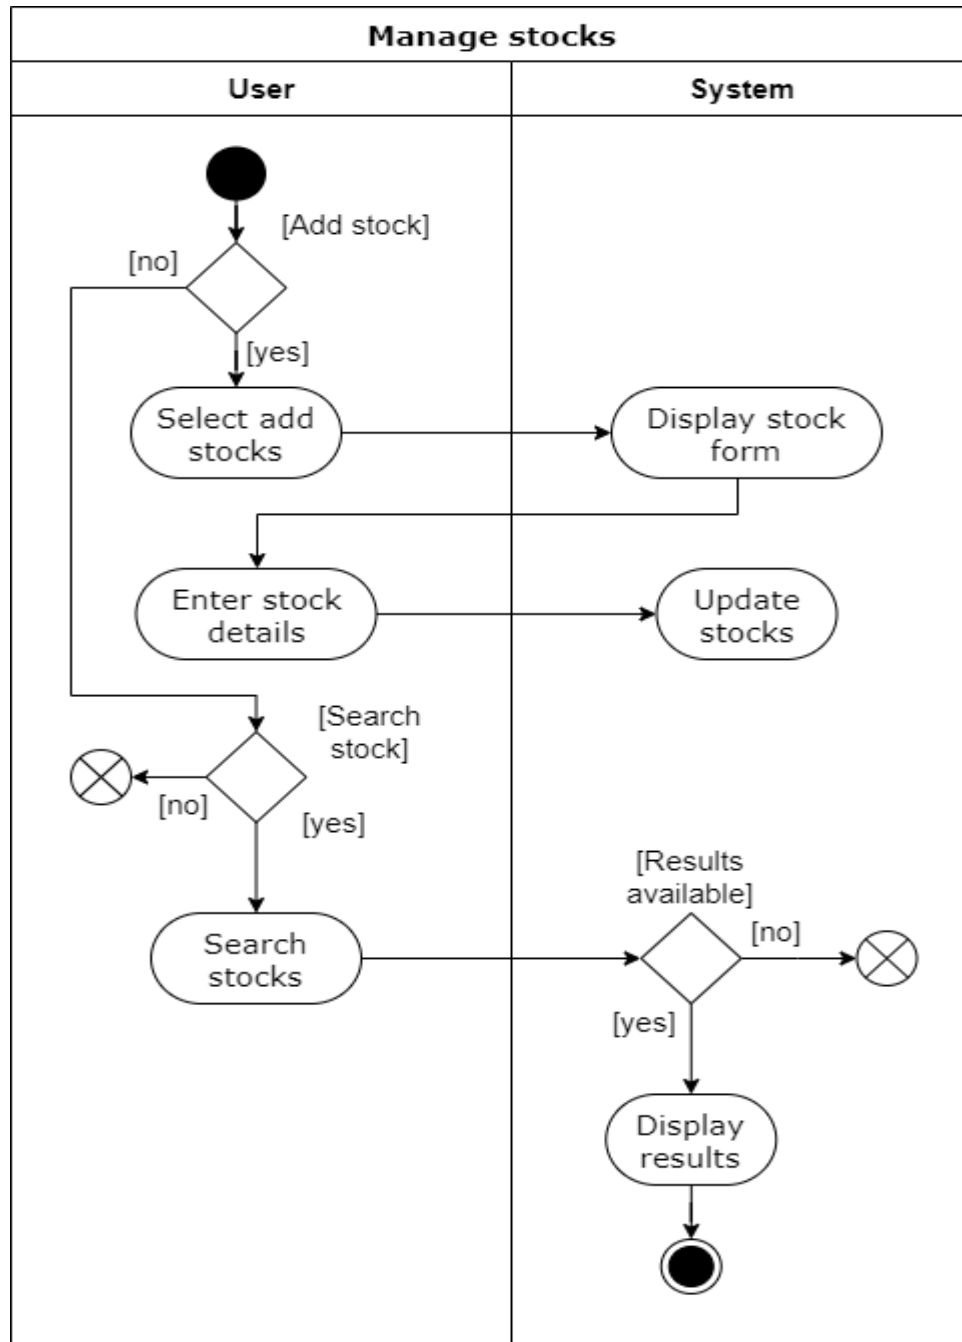 Manage stocks
User
System
[Add stock]
[no]
[yes]
Select add
stocks
Display stock
form
Enter stock
details
Update
stocks
[Search
stock]
[no]
[yes]
Search
stocks
[Results
available]
[no]
[yes]
Display
results